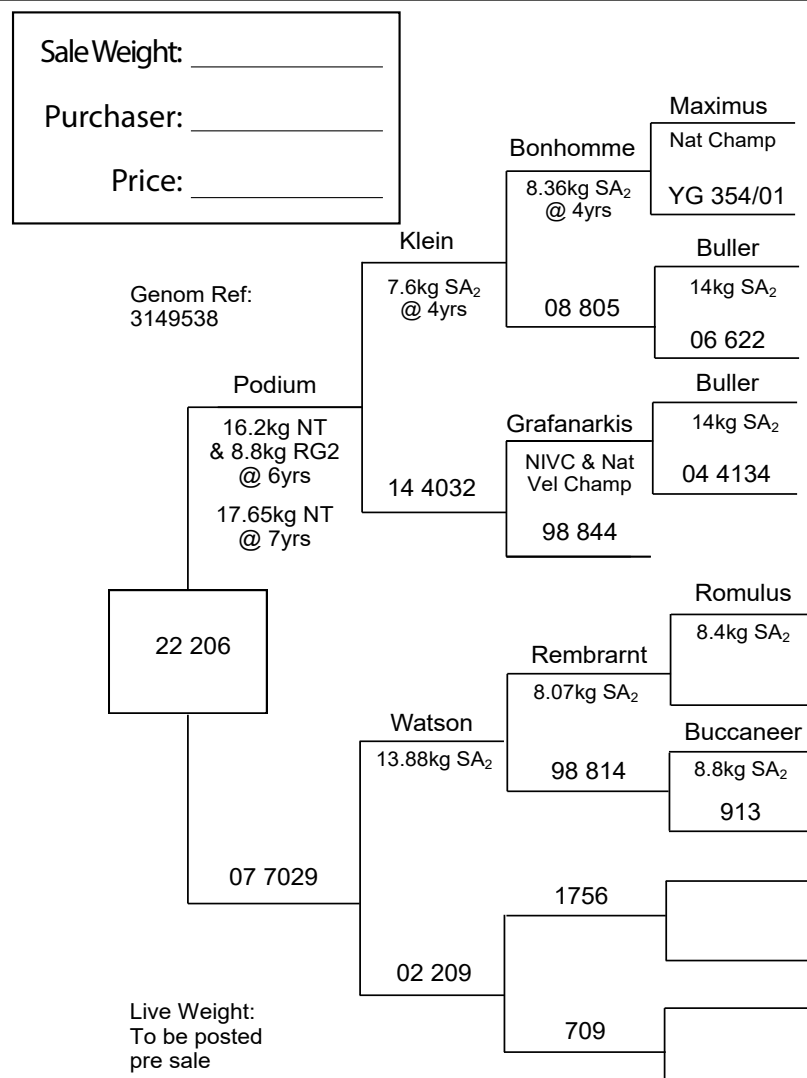 Sale Weight:
Purchaser:
Price:
Genom Ref:
3149538
Maximus
Nat Champ
YG 354/01
Bonhomme
8.36kg SA₂
@ 4yrs
Klein
7.6kg SA₂
@ 4yrs
Buller
14kg SA₂
06 622
08 805
Podium
16.2kg NT
& 8.8kg RG2
@ 6yrs
17.65kg NT
@ 7yrs
Buller
14kg SA₂
04 4134
Grafanarkis
NIVC & Nat
Vel Champ
98 844
14 4032
22 206
Romulus
8.4kg SA₂
Rembrarnt
8.07kg SA₂
Watson
13.88kg SA₂
Buccaneer
8.8kg SA₂
913
98 814
07 7029
1756
02 209
709
Live Weight:
To be posted
pre sale